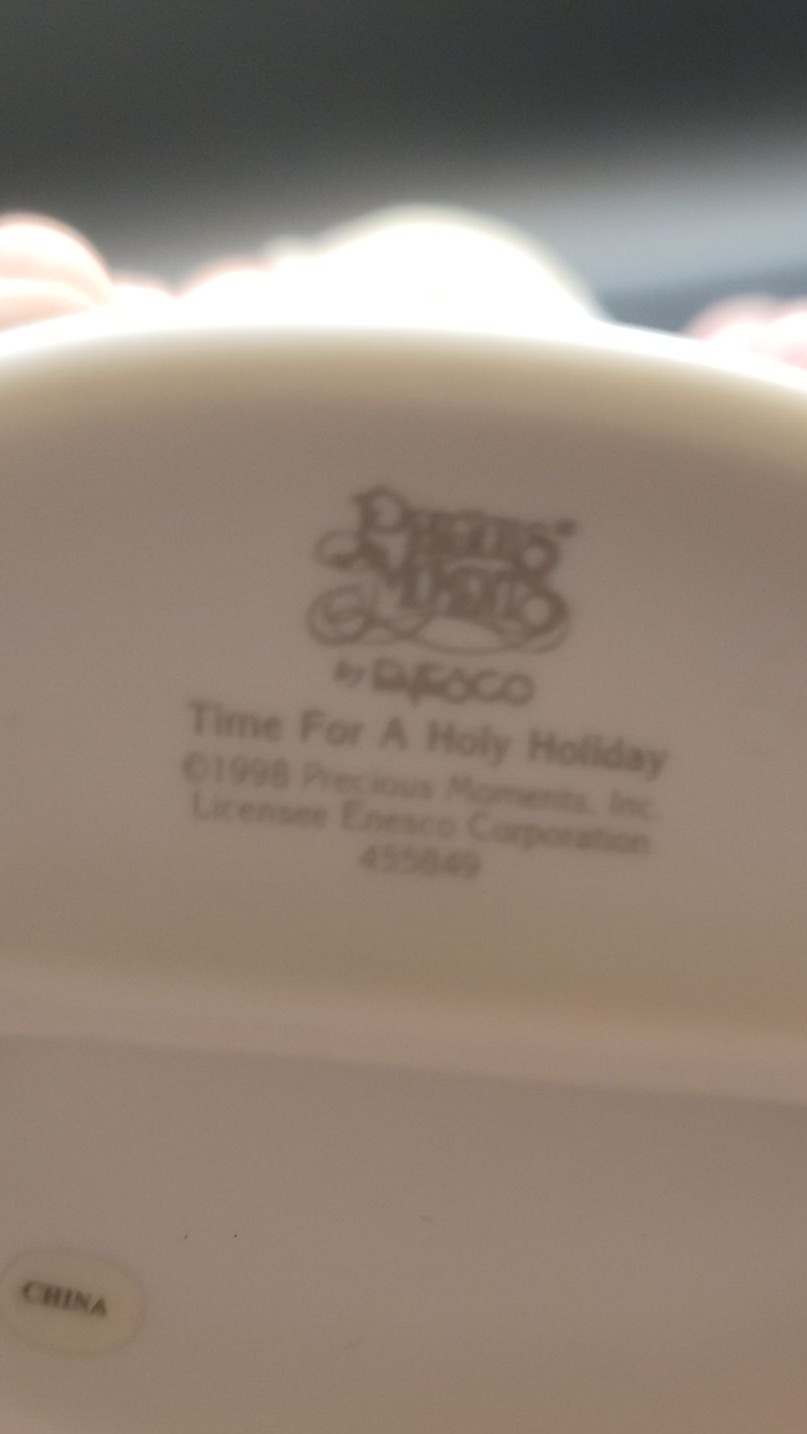 Precious
Moments
by ENESCO
Time For A Holy Holiday
©1998 Precious Moments, Inc.
Licensee Enesco Corporation
455849
CHINA